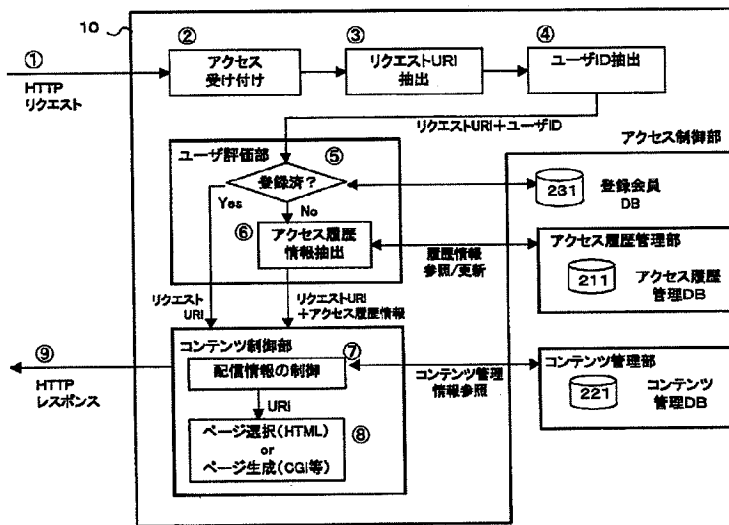 10
①
HTTP
リクエスト
②
アクセス
受け付け
③
リクエストURI
抽出
④
ユーザID抽出
リクエストURI+ユーザID
アクセス制御部
ユーザ評価部
⑤
登録済?
Yes
No
231
登録会員
DB
⑥
アクセス履歴
情報抽出
履歴情報
参照/更新
アクセス履歴管理部
211
アクセス履歴
管理DB
リクエスト
URI
リクエストURI
+アクセス履歴情報
コンテンツ制御部
⑦
配信情報の制御
コンテンツ管理
情報参照
コンテンツ管理部
221
コンテンツ
管理DB
⑨
HTTP
レスポンス
URI
⑧
ページ選択(HTML)
or
ページ生成(CGI等)